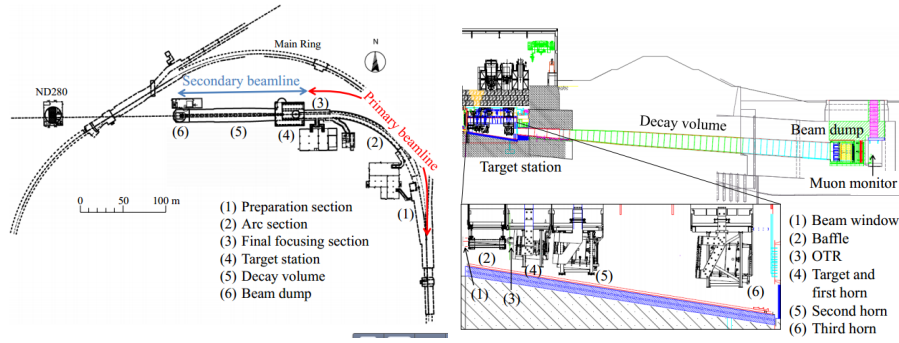 Main Ring
N
ND280
Secondary beamline
Primary beamline
(3)
(6)
(5)
(4)
(2)
(1)
0 50 100 m
(1) Preparation section
(2) Arc section
(3) Final focusing section
(4) Target station
(5) Decay volume
(6) Beam dump
Decay volume
Beam dump
Target station
Muon monitor
(2)
(4)
(5)
(6)
(1)
(3)
(1) Beam window
(2) Baffle
(3) OTR
(4) Target and
first horn
(5) Second horn
(6) Third horn